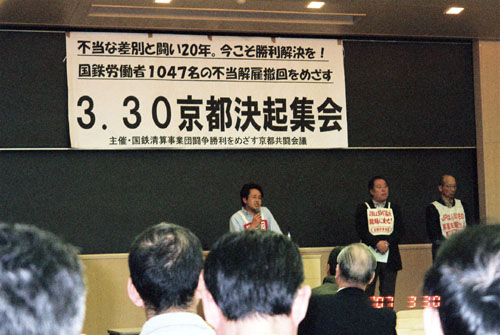 不当な差別と闘い20年。今こそ勝利解決を！
国鉄労働者1047名の不当解雇撤回をめざす
3．30京都決起集会
主催・国鉄清算事業団闘争勝利をめざす京都共闘会議
'07 3 30